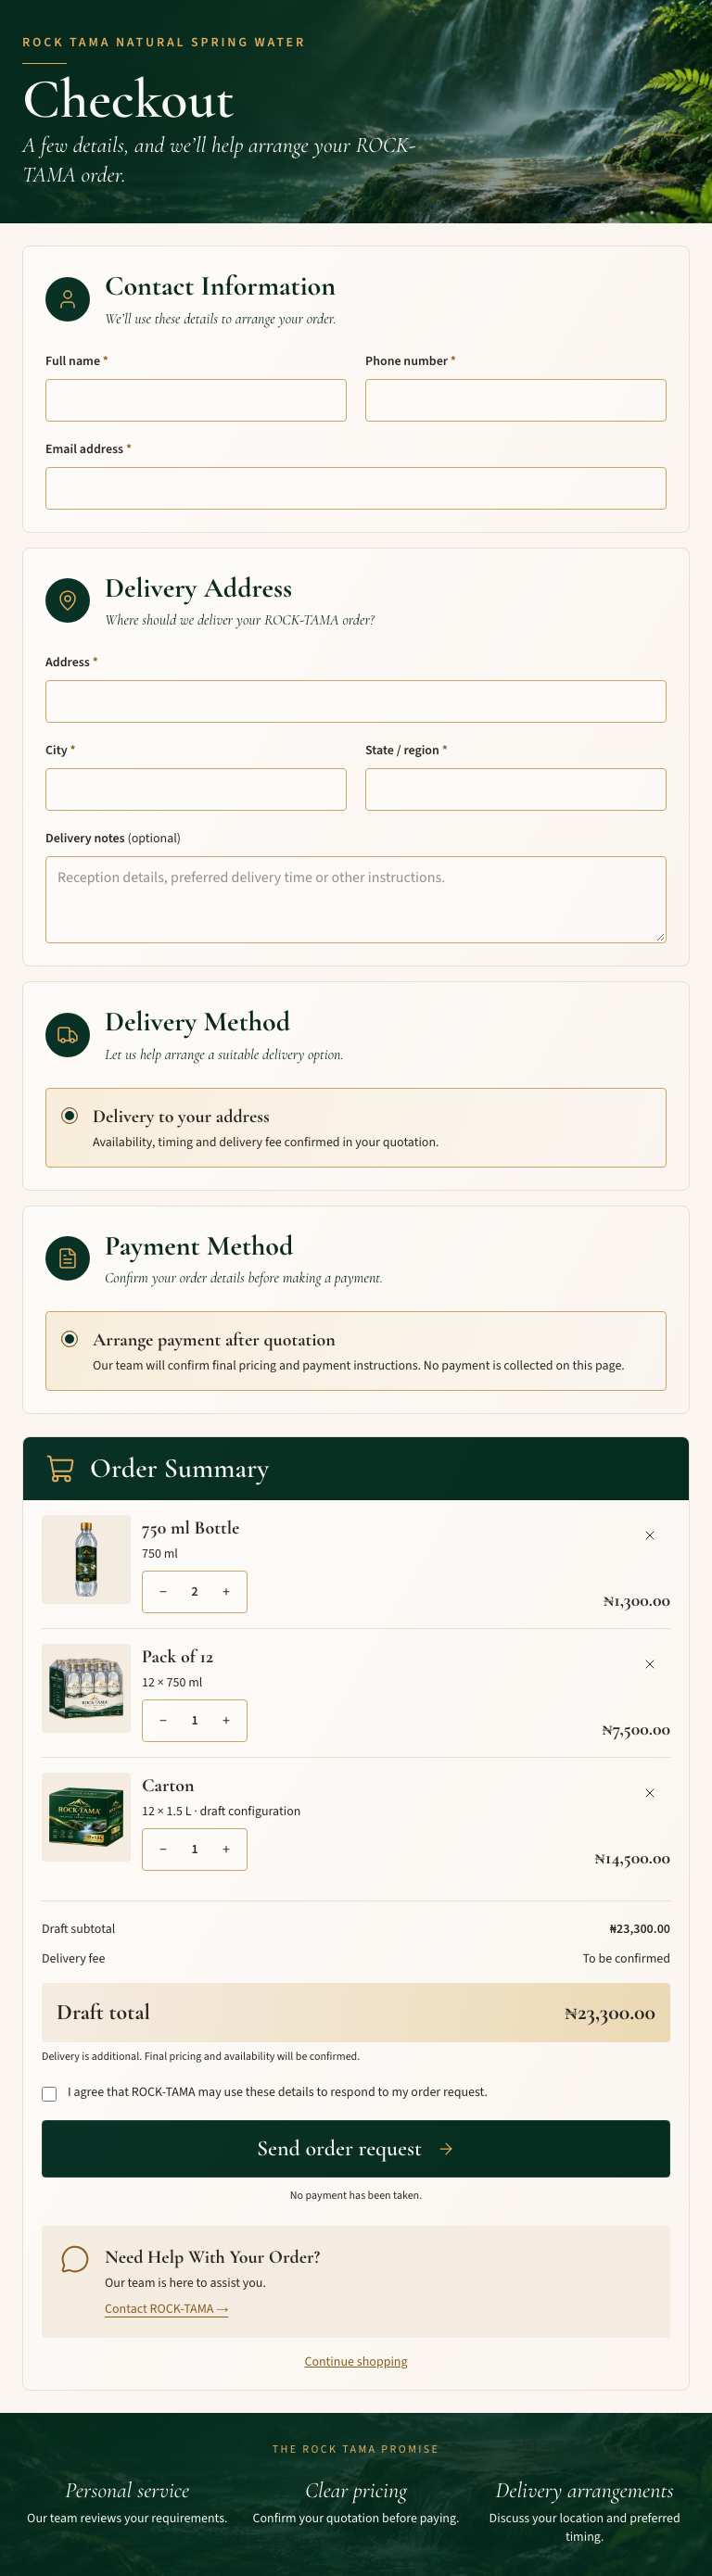 ROCK TAMA NATURAL SPRING WATER
Checkout
A few details, and we’ll help arrange your ROCK-
TAMA order.
Contact Information
We’ll use these details to arrange your order.
Full name *
Phone number *
Email address *
Delivery Address
Where should we deliver your ROCK-TAMA order?
Address *
City *
State / region *
Delivery notes (optional)
Reception details, preferred delivery time or other instructions.
Delivery Method
Let us help arrange a suitable delivery option.
Delivery to your address
Availability, timing and delivery fee confirmed in your quotation.
Payment Method
Confirm your order details before making a payment.
Arrange payment after quotation
Our team will confirm final pricing and payment instructions. No payment is collected on this page.
Order Summary
750 ml Bottle
750 ml
− 2 +
₦1,300.00
Pack of 12
12 × 750 ml
− 1 +
₦7,500.00
ROCK-TAMA
Carton
12 × 1.5 L · draft configuration
− 1 +
₦14,500.00
Draft subtotal ₦23,300.00
Delivery fee To be confirmed
Draft total ₦23,300.00
Delivery is additional. Final pricing and availability will be confirmed.
I agree that ROCK-TAMA may use these details to respond to my order request.
Send order request →
No payment has been taken.
Need Help With Your Order?
Our team is here to assist you.
Contact ROCK-TAMA →
Continue shopping
THE ROCK TAMA PROMISE
Personal service
Our team reviews your requirements.
Clear pricing
Confirm your quotation before paying.
Delivery arrangements
Discuss your location and preferred
timing.